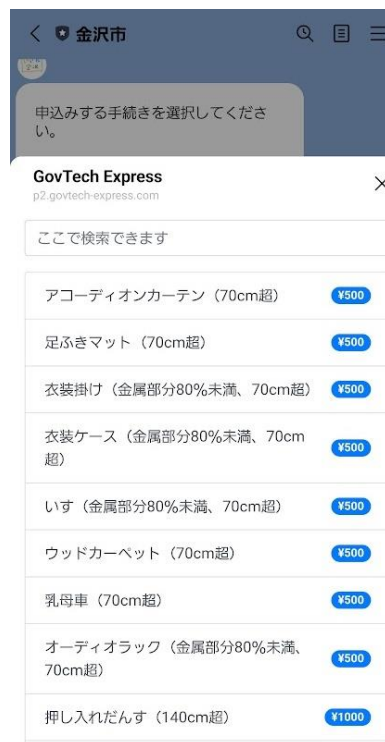 金沢市
申込みする手続きを選択してくださ
い。
GovTech Express
p2.govtech-express.com
ここで検索できます
アコーディオンカーテン（70cm超） ¥500
足ふきマット（70cm超） ¥500
衣装掛け（金属部分80%未満、70cm超） ¥500
衣装ケース（金属部分80%未満、70cm
超） ¥500
いす（金属部分80%未満、70cm超） ¥500
ウッドカーペット（70cm超） ¥500
乳母車（70cm超） ¥500
オーディオラック（金属部分80%未満、
70cm超） ¥500
押し入れだんす（140cm超） ¥1000